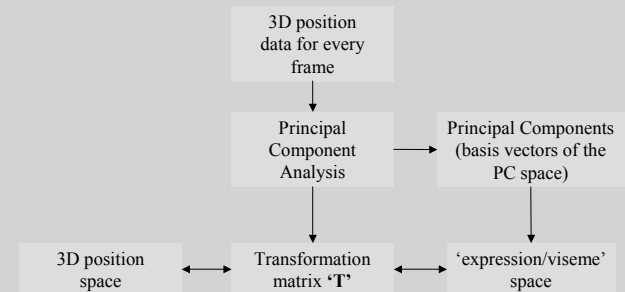 3D position
data for every
frame
Principal
Component
Analysis
Principal Components
(basis vectors of the
PC space)
3D position
space
Transformation
matrix ‘T’
‘expression/viseme’
space